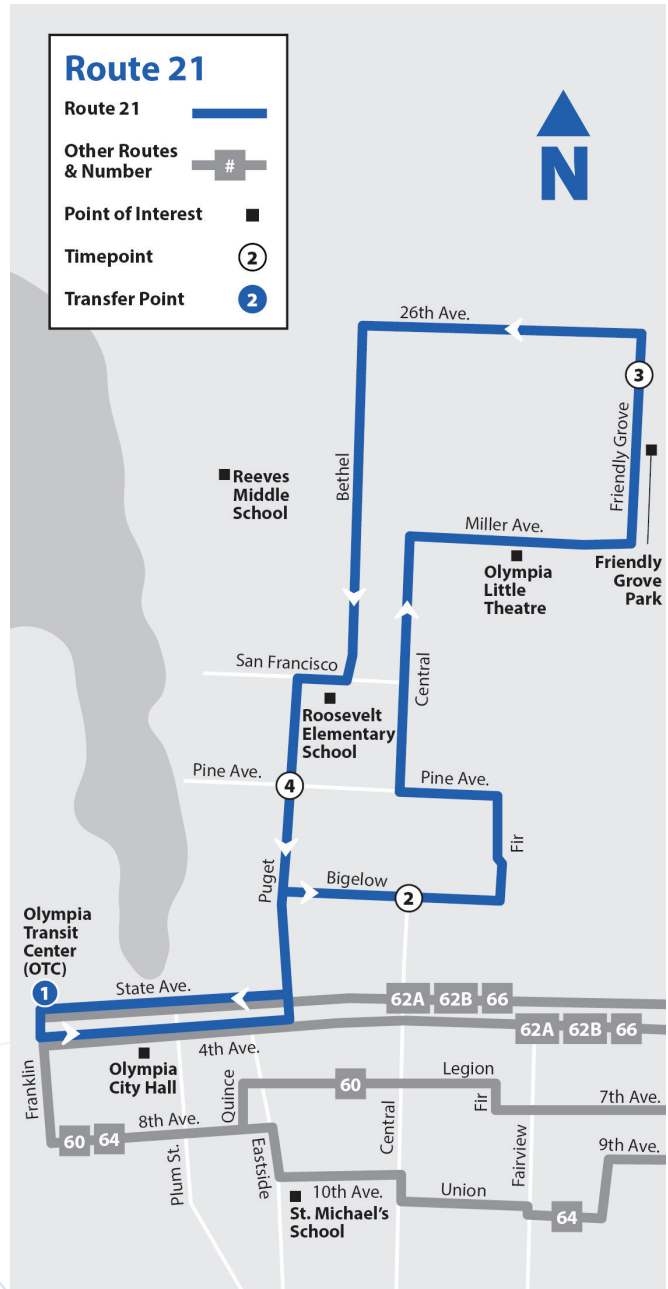 Route 21
Route 21
Other Routes
& Number
#
Point of Interest
Timepoint
2
Transfer Point
2
N
26th Ave.
3
Friendly Grove
Bethel
Reeves
Middle
School
Miller Ave.
Olympia
Little
Theatre
Friendly
Grove
Park
San Francisco
Central
Roosevelt
Elementary
School
Pine Ave.
4
Pine Ave.
Fir
Puget
Bigelow
2
Olympia
Transit
Center
(OTC)
1
State Ave.
62A
62B
66
62A
62B
66
4th Ave.
Olympia
City Hall
Franklin
Quince
60
Legion
Fir
7th Ave.
60
64
8th Ave.
Plum St.
Eastside
Central
Fairview
9th Ave.
10th Ave.
Union
64
St. Michael's
School